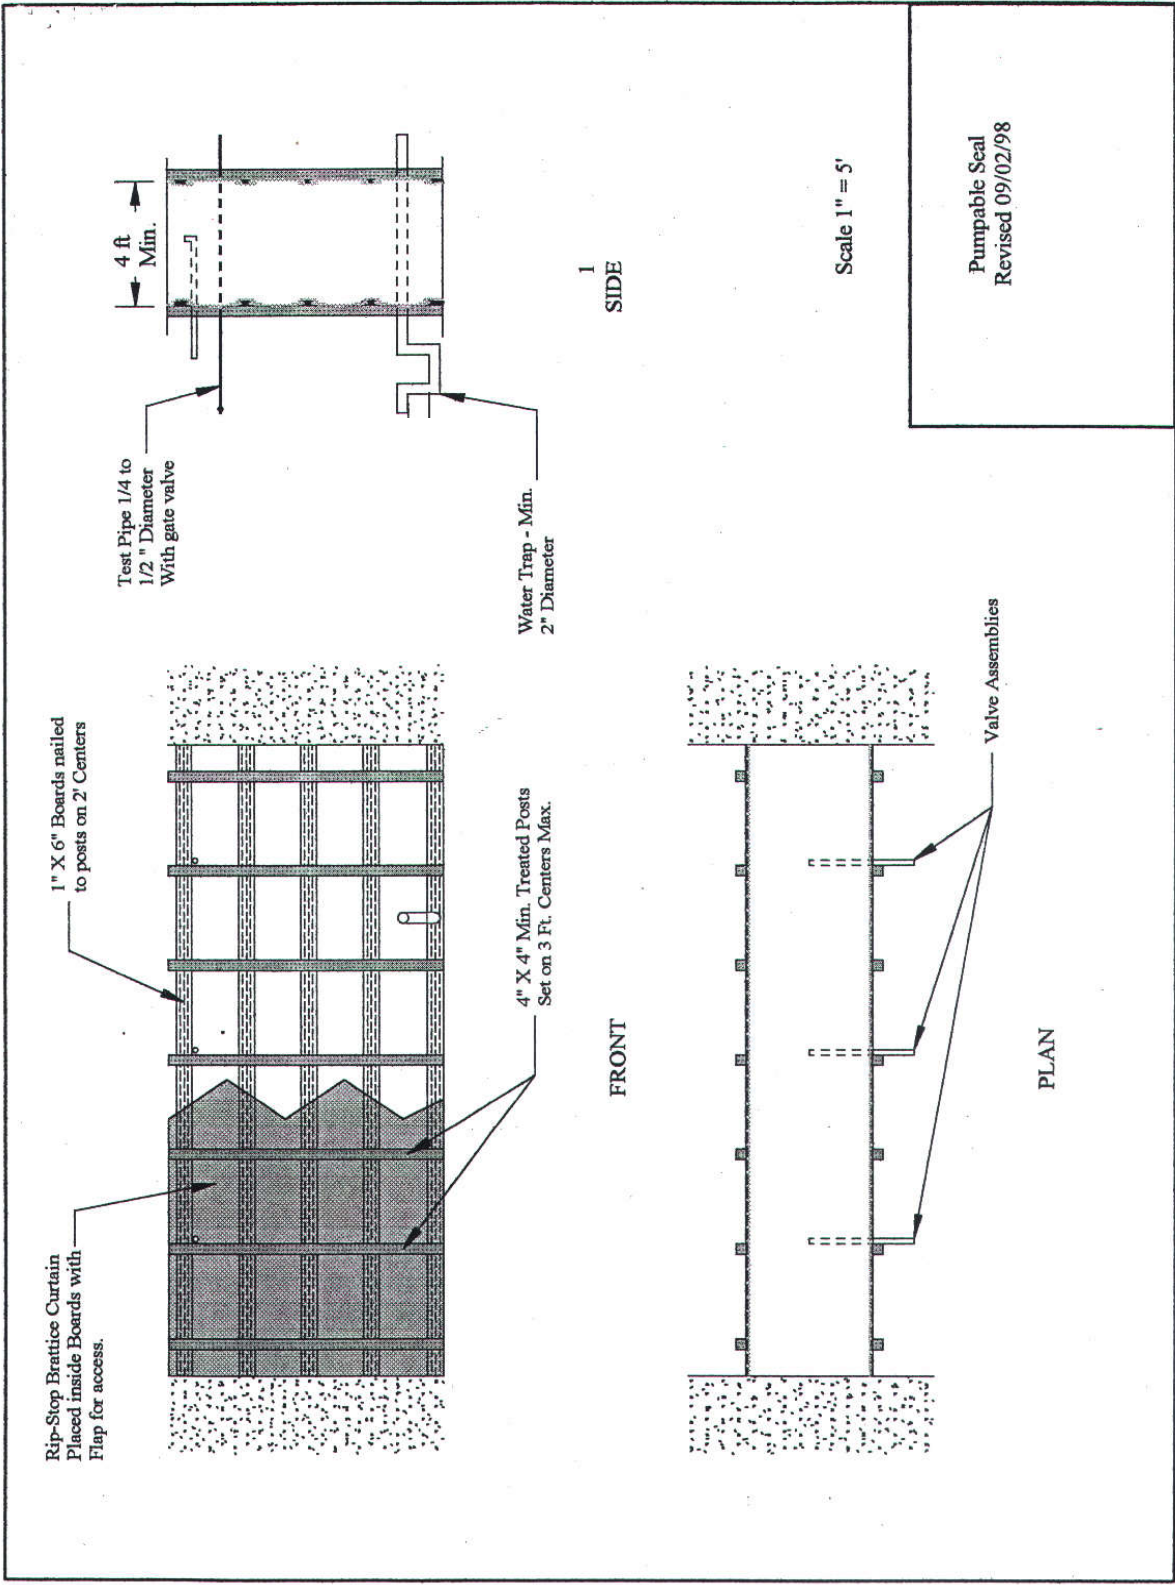 Rip-Stop Brattice Curtain
Placed inside Boards with
Flap for access.
1" X 6" Boards nailed
to posts on 2' Centers
Test Pipe 1/4 to
1/2 " Diameter
With gate valve
4 ft
Min.
4" X 4" Min. Treated Posts
Set on 3 Ft. Centers Max.
Water Trap - Min.
2" Diameter
FRONT
1
SIDE
Valve Assemblies
PLAN
Scale 1" = 5'
Pumpable Seal
Revised 09/02/98